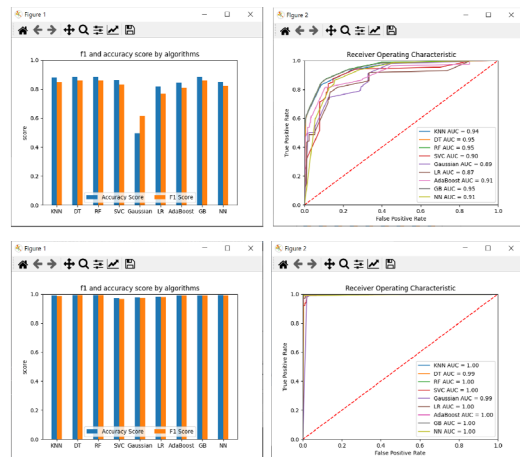 Figure 1
f1 and accuracy score by algorithms
1.0
0.8
0.6
0.4
0.2
0.0
score
Accuracy Score
F1 Score
KNN DT RF SVC Gaussian LR AdaBoost GB NN
Figure 2
Receiver Operating Characteristic
1.0
0.8
0.6
0.4
0.2
0.0
True Positive Rate
KNN AUC = 0.94
DT AUC = 0.95
RF AUC = 0.95
SVC AUC = 0.90
Gaussian AUC = 0.89
LR AUC = 0.87
AdaBoost AUC = 0.91
GB AUC = 0.95
NN AUC = 0.91
0.0 0.2 0.4 0.6 0.8 1.0
False Positive Rate
Figure 1
f1 and accuracy score by algorithms
1.0
0.8
0.6
0.4
0.2
0.0
score
Accuracy Score
F1 Score
KNN DT RF SVC Gaussian LR AdaBoost GB NN
Figure 2
Receiver Operating Characteristic
1.0
0.8
0.6
0.4
0.2
0.0
True Positive Rate
KNN AUC = 1.00
DT AUC = 0.99
RF AUC = 1.00
SVC AUC = 1.00
Gaussian AUC = 0.99
LR AUC = 1.00
AdaBoost AUC = 1.00
GB AUC = 1.00
NN AUC = 1.00
0.0 0.2 0.4 0.6 0.8 1.0
False Positive Rate